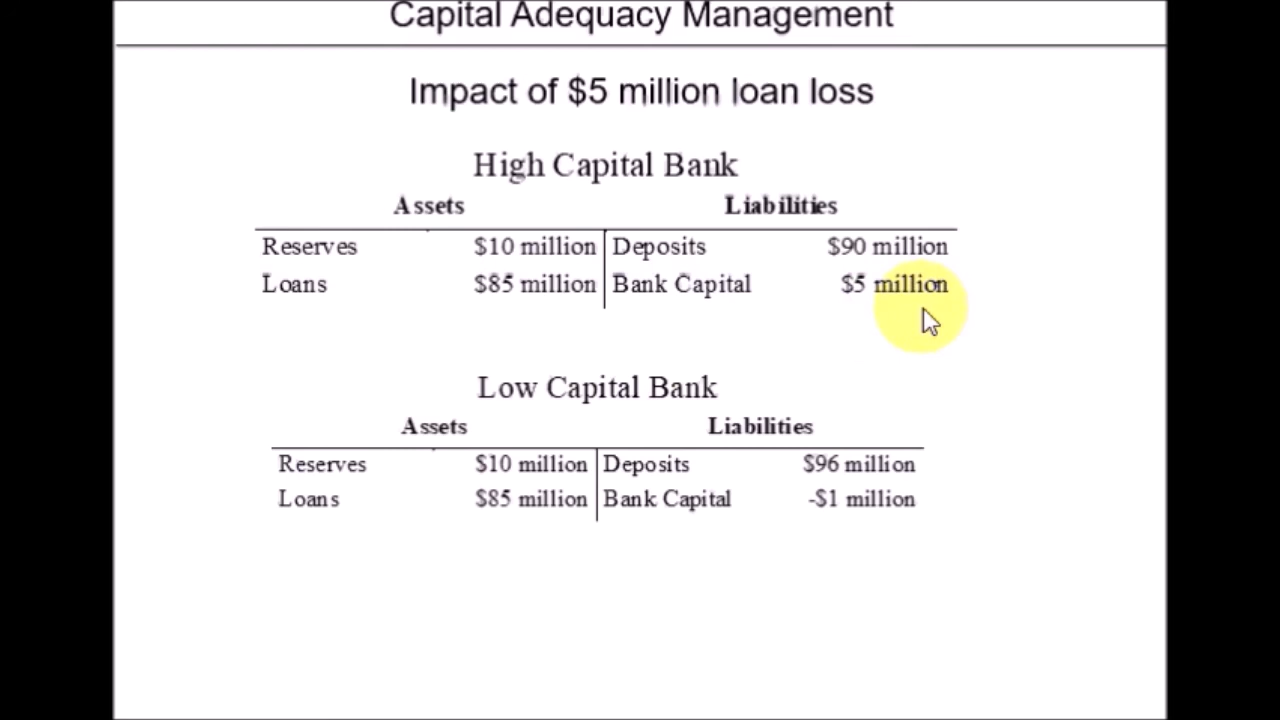 Capital Adequacy Management
Impact of $5 million loan loss
High Capital Bank
Assets Liabilities
Reserves $10 million Deposits $90 million
Loans $85 million Bank Capital $5 million
Low Capital Bank
Assets Liabilities
Reserves $10 million Deposits $96 million
Loans $85 million Bank Capital -$1 million